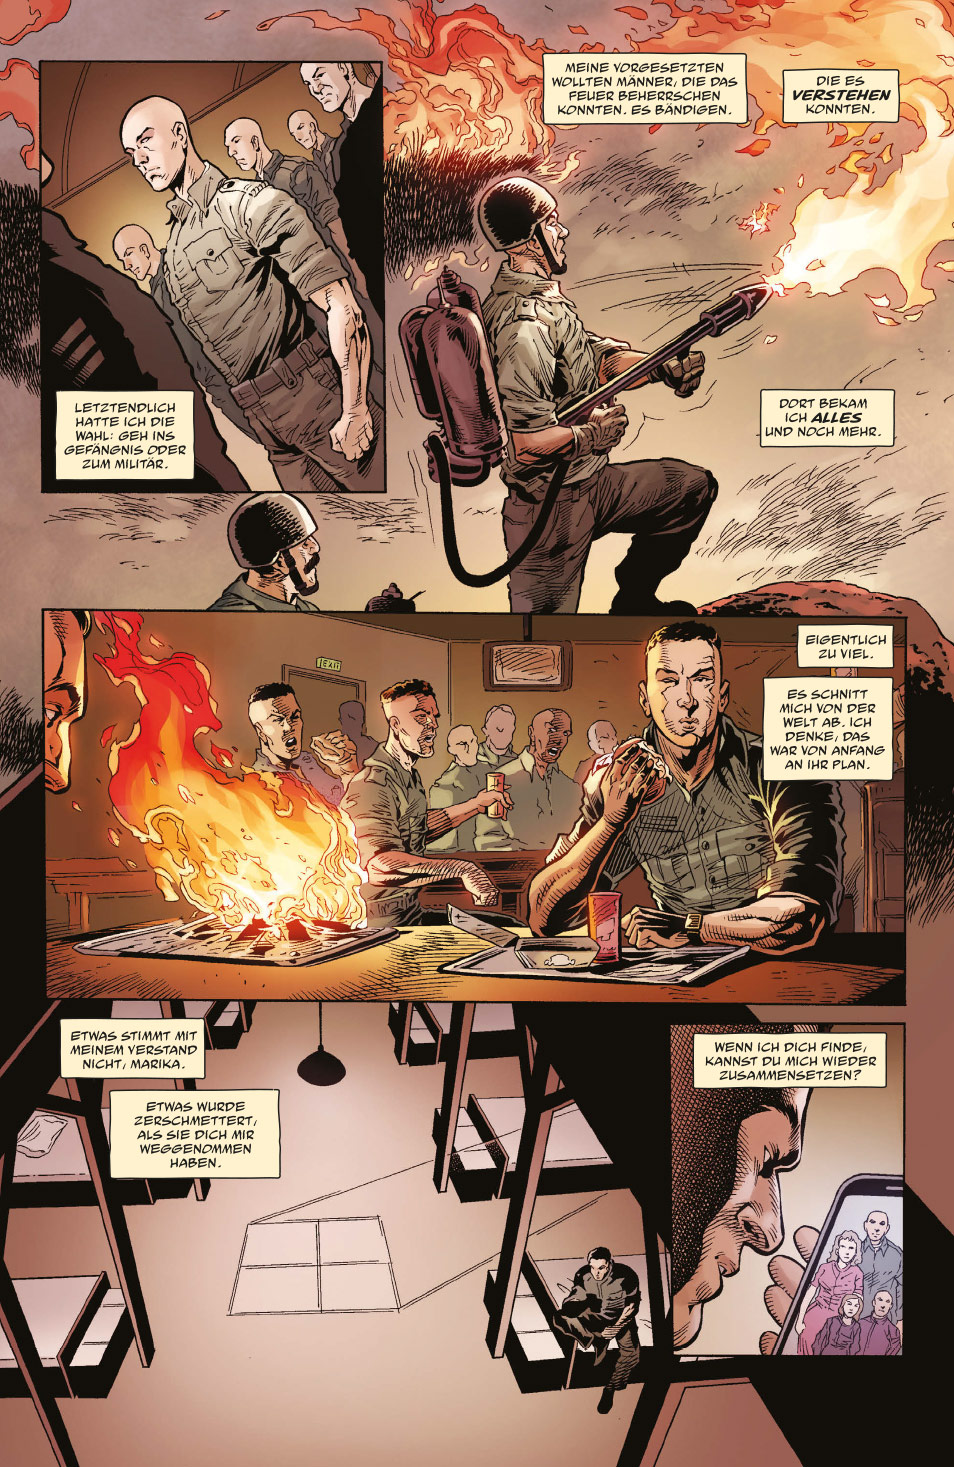 LETZTENDLICH
HATTE ICH DIE
WAHL: GEH INS
GEFÄNGNIS ODER
ZUM MILITÄR.
MEINE VORGESETZTEN
WOLLTEN MÄNNER, DIE DAS
FEUER BEHERRSCHEN
KONNTEN. ES BÄNDIGEN.
DIE ES
VERSTEHEN
KONNTEN.
DORT BEKAM
ICH ALLES
UND NOCH MEHR.
EXIT
EIGENTLICH
ZU VIEL.
ES SCHNITT
MICH VON DER
WELT AB. ICH
DENKE, DAS
WAR VON ANFANG
AN IHR PLAN.
ETWAS STIMMT MIT
MEINEM VERSTAND
NICHT, MARIKA.
ETWAS WURDE
ZERSCHMETTERT,
ALS SIE DICH MIR
WEGGENOMMEN
HABEN.
WENN ICH DICH FINDE,
KANNST DU MICH WIEDER
ZUSAMMENSETZEN?